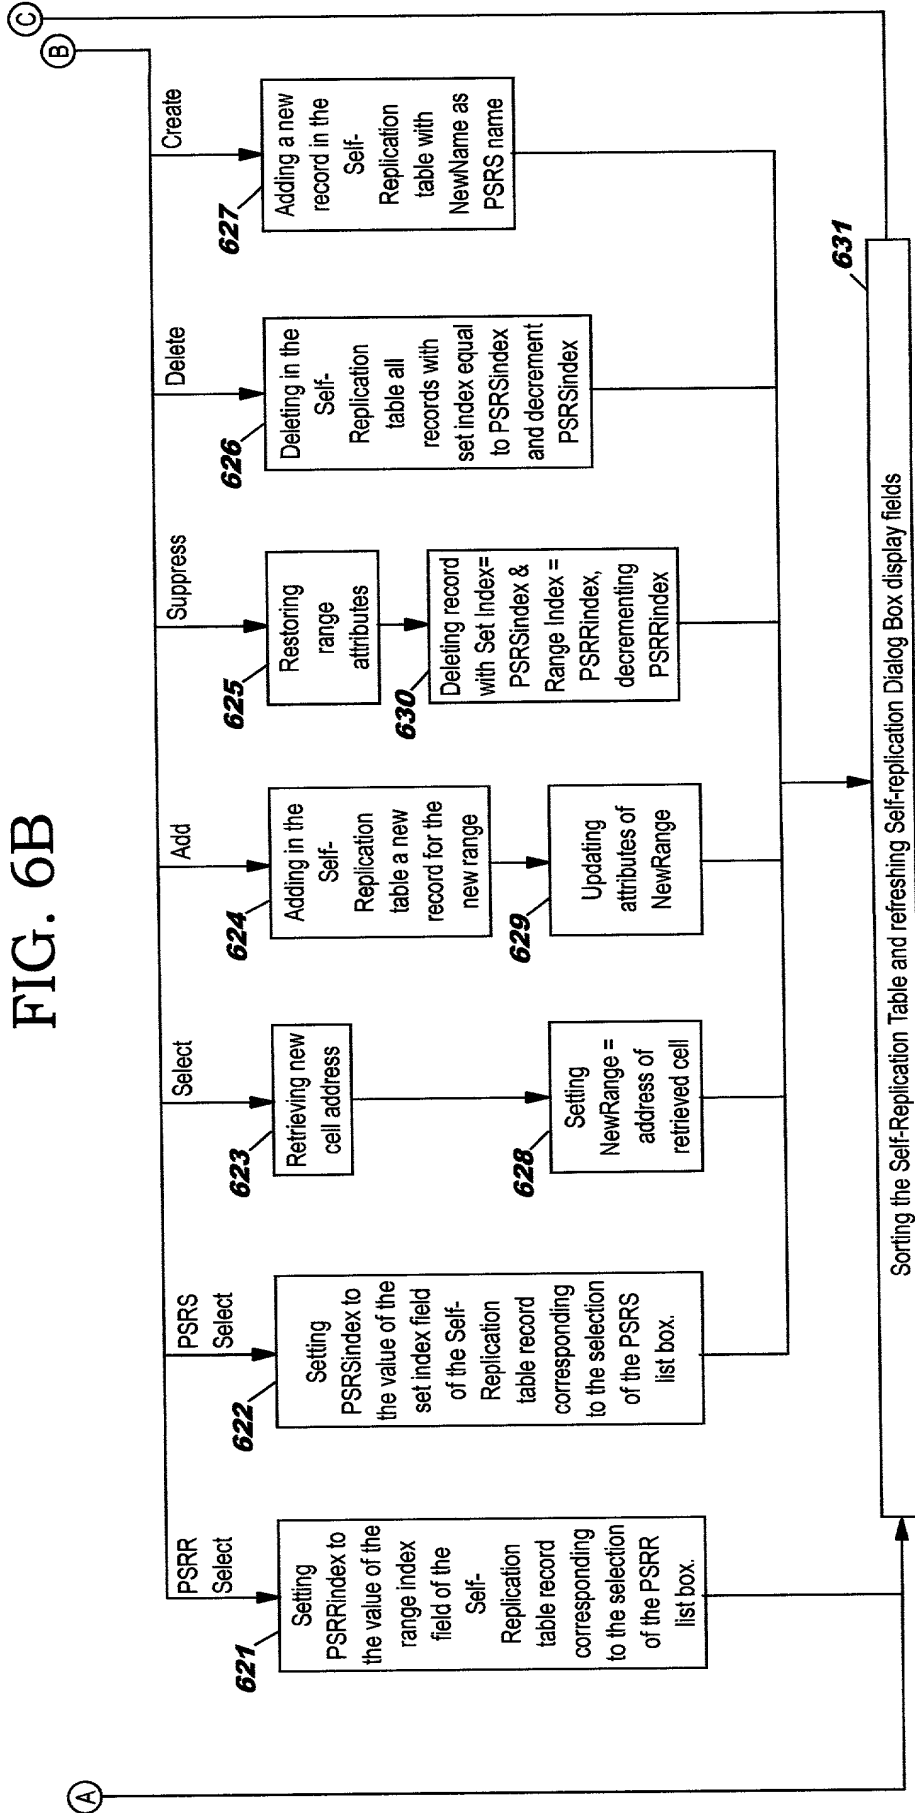 FIG. 6B
A
B
C
PSRR
Select
PSRS
Select
Select
Add
Suppress
Delete
Create
621
Setting
PSRRindex to
the value of the
range index
field of the
Self-
Replication
table record
corresponding
to the selection
of the PSRR
list box.
622
Setting
PSRSindex to
the value of the
set index field
of the Self-
Replication
table record
corresponding
to the selection
of the PSRS
list box.
623
Retrieving new
cell address
628
Setting
NewRange =
address of
retrieved cell
624
Adding in the
Self-
Replication
table a new
record for the
new range
629
Updating
attributes of
NewRange
625
Restoring
range
attributes
630
Deleting record
with Set Index=
PSRSindex &
Range Index =
PSRRindex,
decrementing
PSRRindex
626
Deleting in the
Self-
Replication
table all
records with
set index equal
to PSRSindex
and decrement
PSRSindex
627
Adding a new
record in the
Self-
Replication
table with
NewName as
PSRS name
631
Sorting the Self-Replication Table and refreshing Self-replication Dialog Box display fields